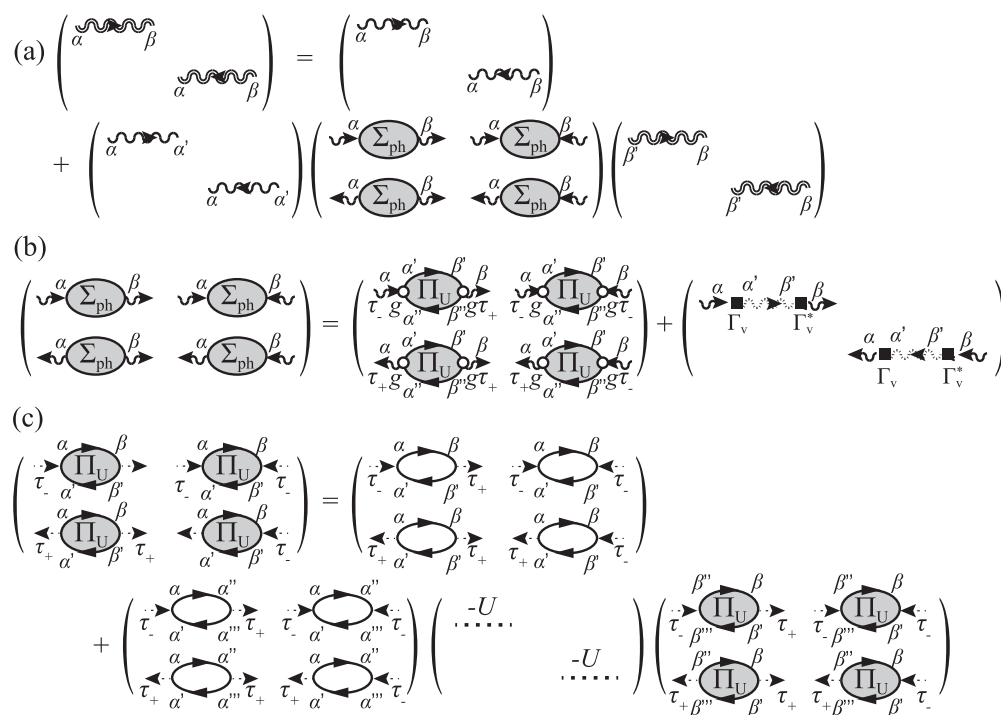 (a) α β α β = α β α β
+ α α' α' α Σph β α Σph β β' β
α Σph β α Σph β β' β
(b) α Σph β α Σph β = α α' β' β α α' β' β + α α' β' β
τ- g ΠU g τ+ τ- g ΠU g τ- Γv Γv*
α'' β'' α'' β''
α Σph β α Σph β α α' β' β α α' β' β α α' β' β
τ+ g ΠU g τ+ τ+ g ΠU g τ- Γv Γv*
α'' β'' α'' β''
(c)
α ΠU β α ΠU β α β α β
τ- α' β' τ- α' β' τ- = τ- α' β' τ+ τ- α' β' τ-
α ΠU β α ΠU β α β α β
τ+ α' β' τ+ α' β' τ- τ+ α' β' τ+ τ+ α' β' τ-
α α'' α α'' -U β'' ΠU β β'' ΠU β
+ τ- α' α''' τ+ τ- α' α''' τ- τ- β''' β' τ+ τ- β''' β' τ-
α α'' α α'' -U β'' ΠU β β'' ΠU β
τ+ α' α''' τ+ τ+ α' α''' τ- τ+ β''' β' τ+ τ+ β''' β' τ-